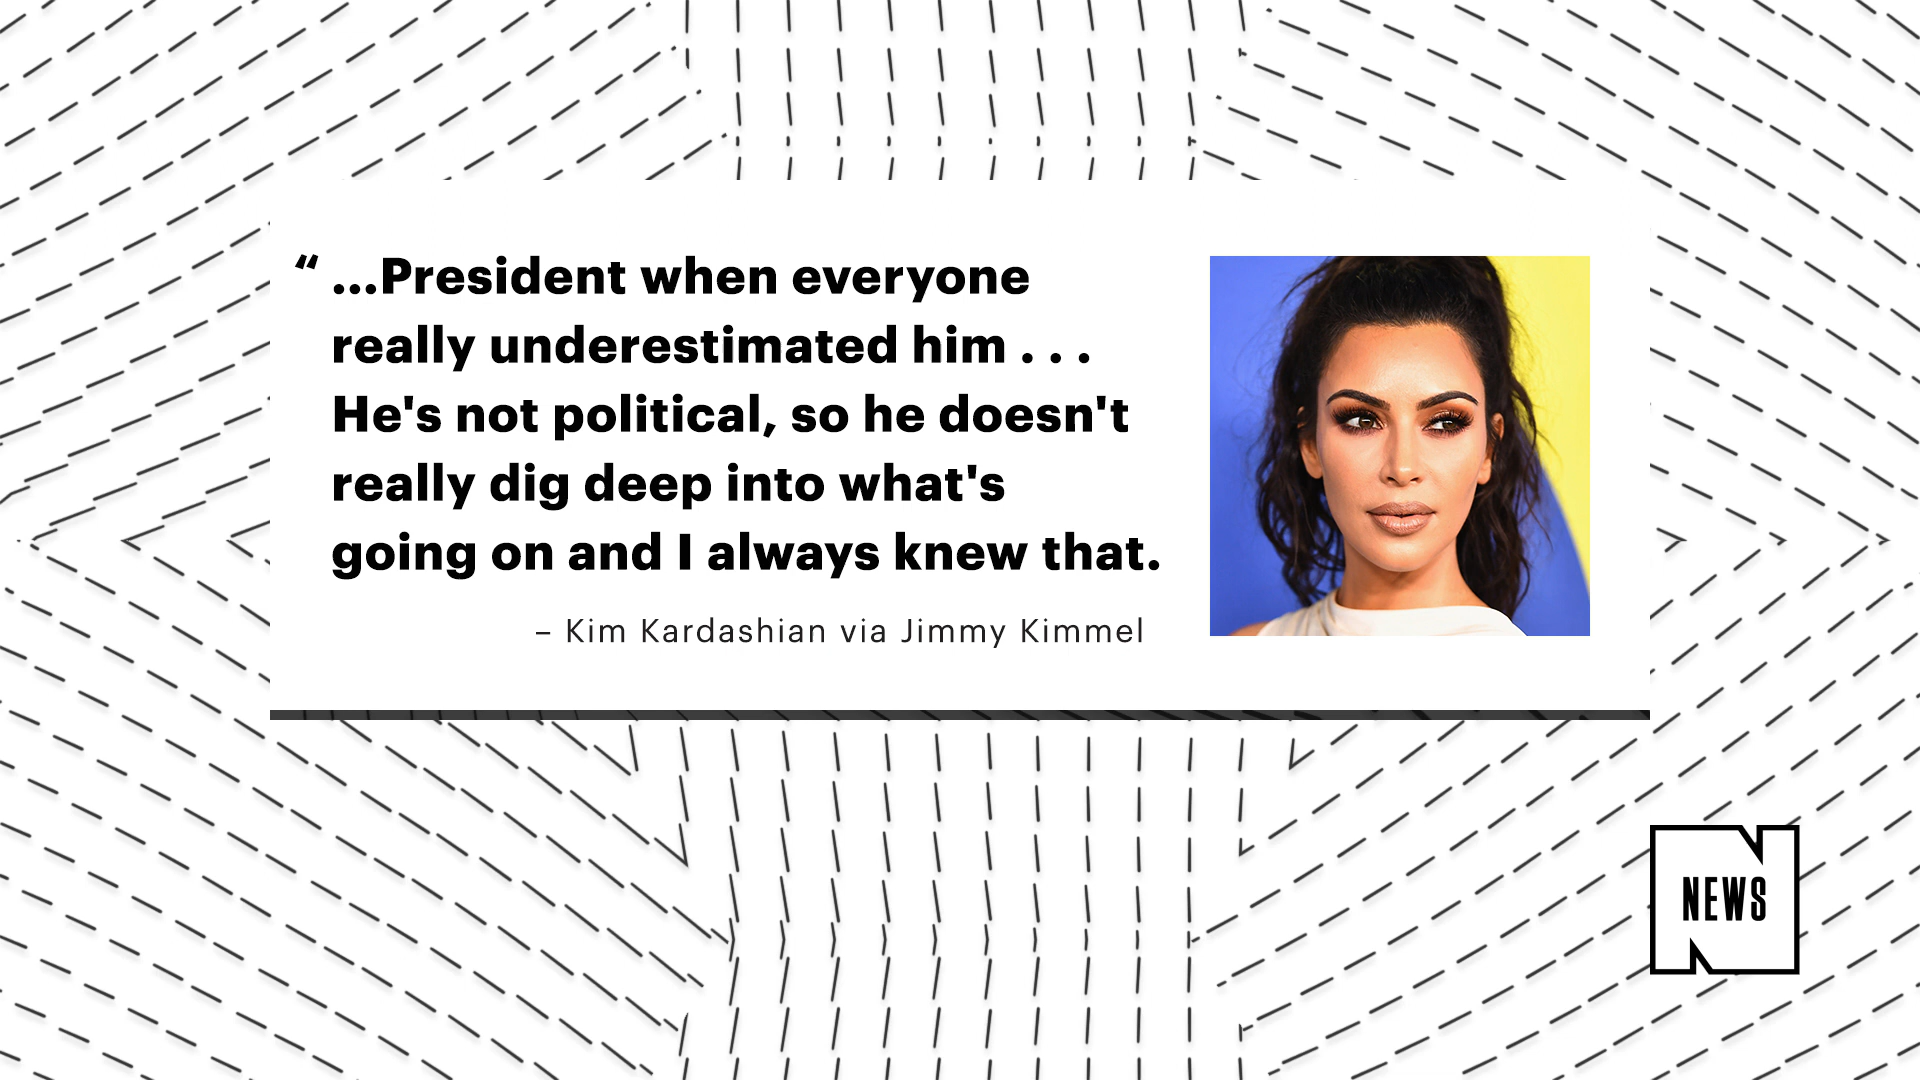 “ ...President when everyone
really underestimated him . . .
He's not political, so he doesn't
really dig deep into what's
going on and I always knew that.
– Kim Kardashian via Jimmy Kimmel
NEWS